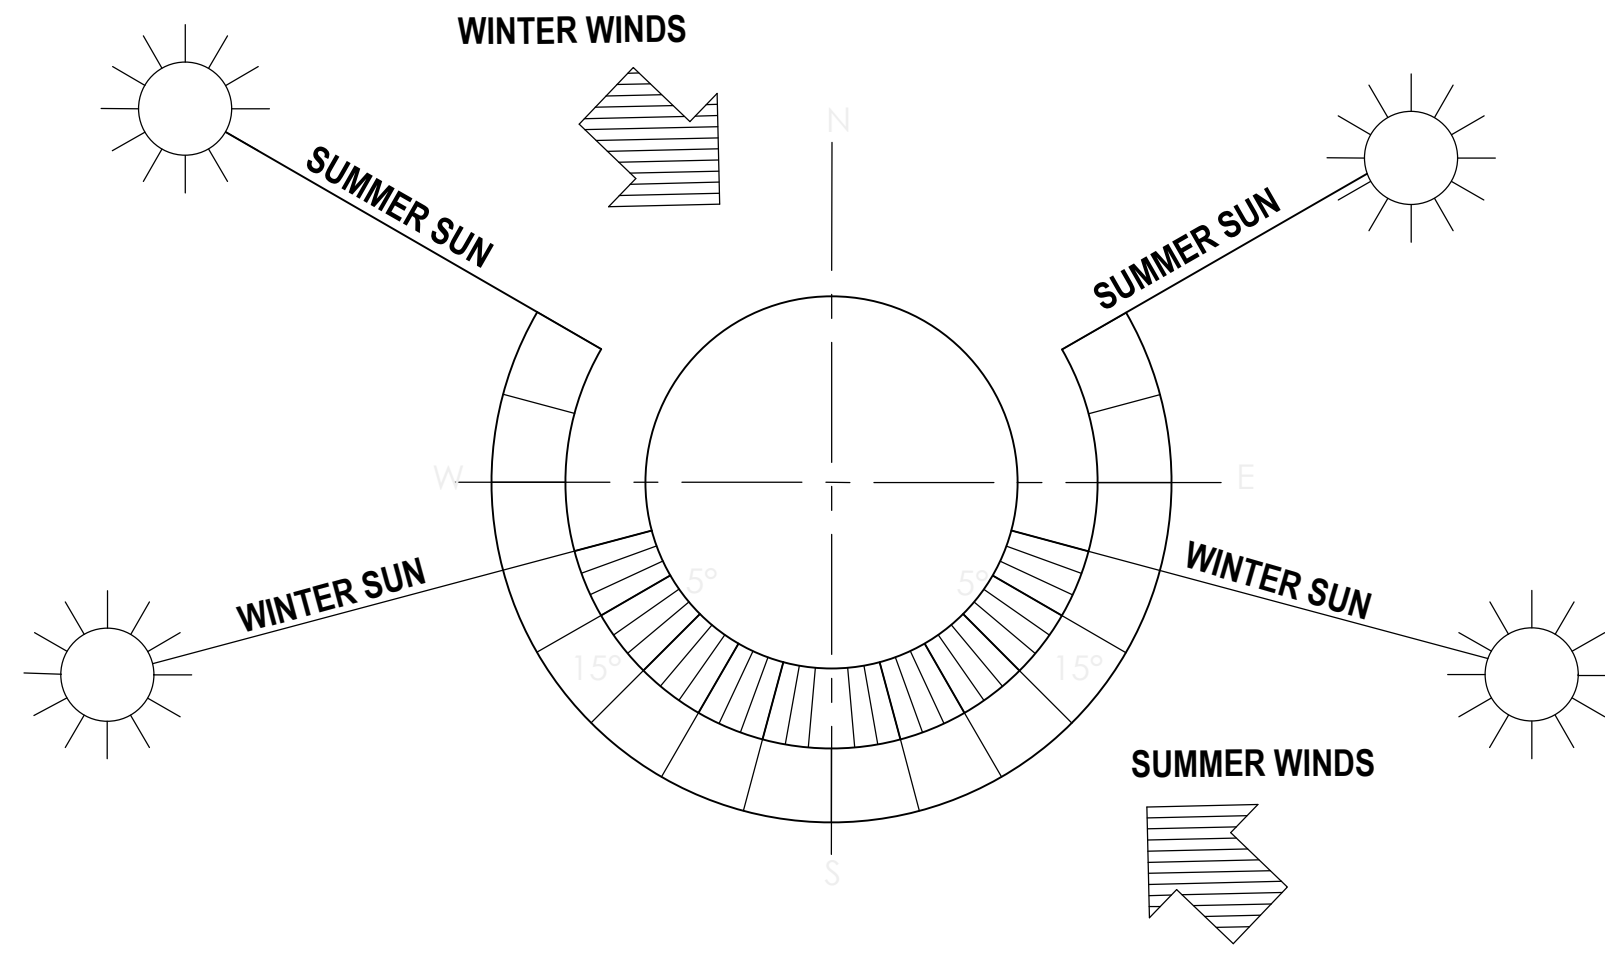 WINTER WINDS
N
SUMMER SUN
SUMMER SUN
W
E
WINTER SUN
WINTER SUN
5°
5°
15°
15°
SUMMER WINDS
S